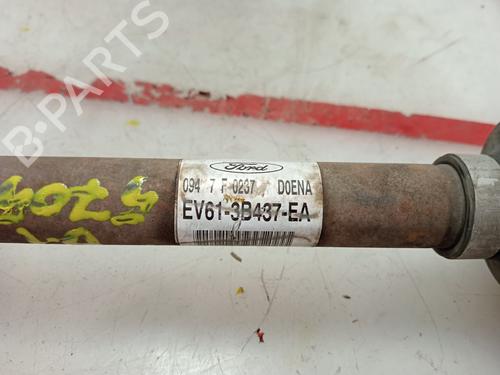 B-PARTS
Ford
094 7 F 0237 D0ENA
EV61-3B437-EA